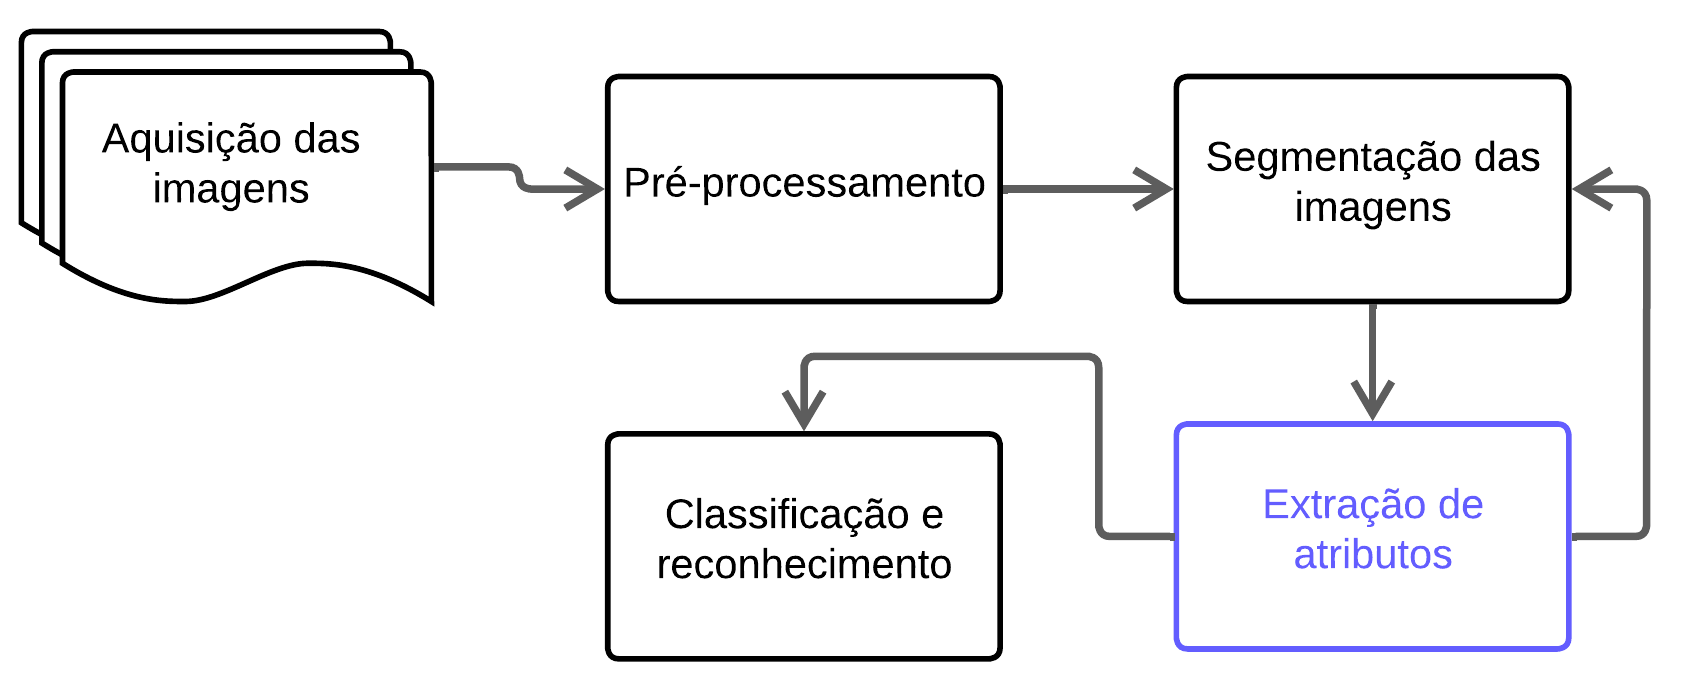 Aquisição das
imagens
Pré-processamento
Segmentação das
imagens
Classificação e
reconhecimento
Extração de
atributos